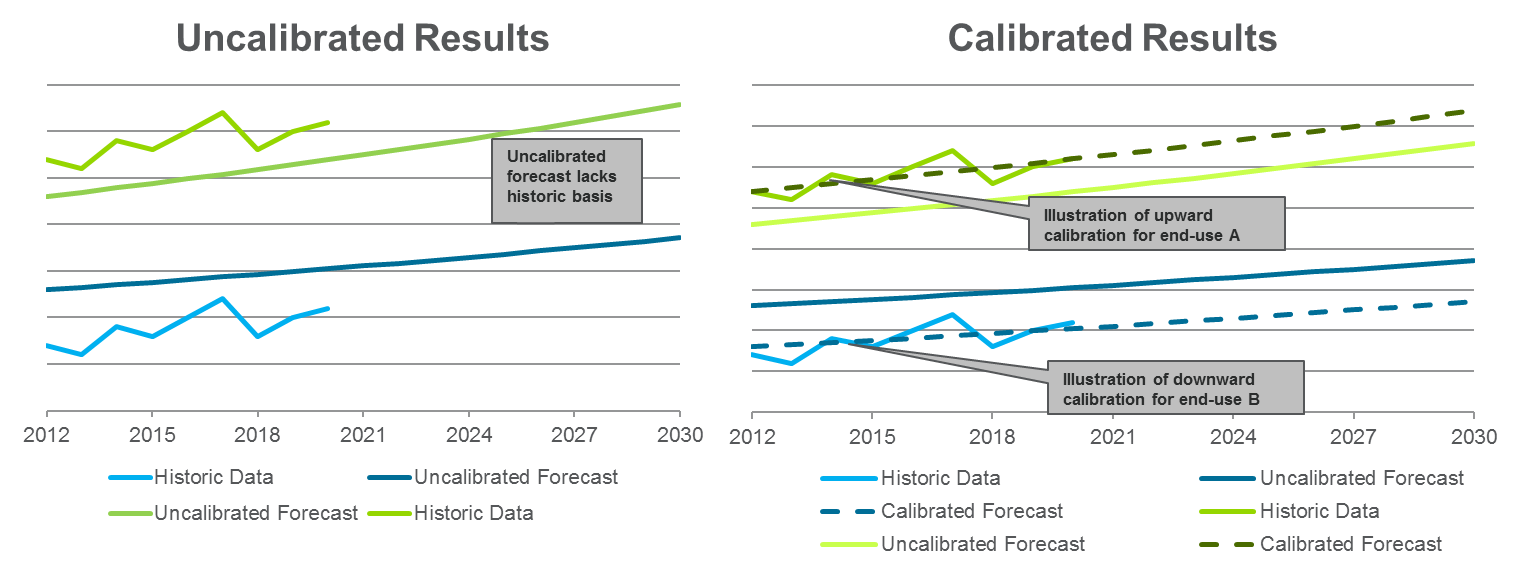 Uncalibrated Results
Uncalibrated
forecast lacks
historic basis
2012 2015 2018 2021 2024 2027 2030
Historic Data Uncalibrated Forecast
Uncalibrated Forecast Historic Data
Calibrated Results
Illustration of upward
calibration for end-use A
Illustration of downward
calibration for end-use B
2012 2015 2018 2021 2024 2027 2030
Historic Data Uncalibrated Forecast
Calibrated Forecast Historic Data
Uncalibrated Forecast Calibrated Forecast